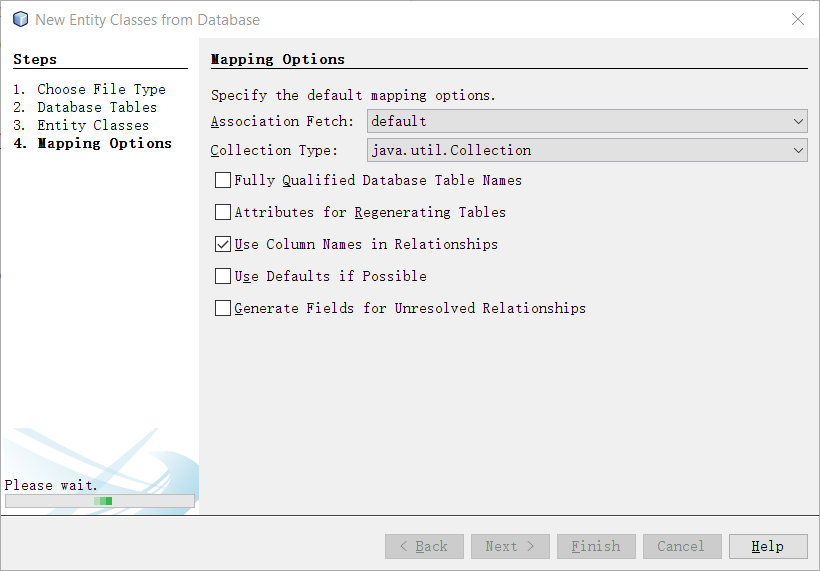 New Entity Classes from Database
Steps
1. Choose File Type
2. Database Tables
3. Entity Classes
4. Mapping Options
Please wait.
Mapping Options
Specify the default mapping options.
Association Fetch: default
Collection Type: java.util.Collection
Fully Qualified Database Table Names
Attributes for Regenerating Tables
Use Column Names in Relationships
Use Defaults if Possible
Generate Fields for Unresolved Relationships
< Back Next > Finish Cancel Help